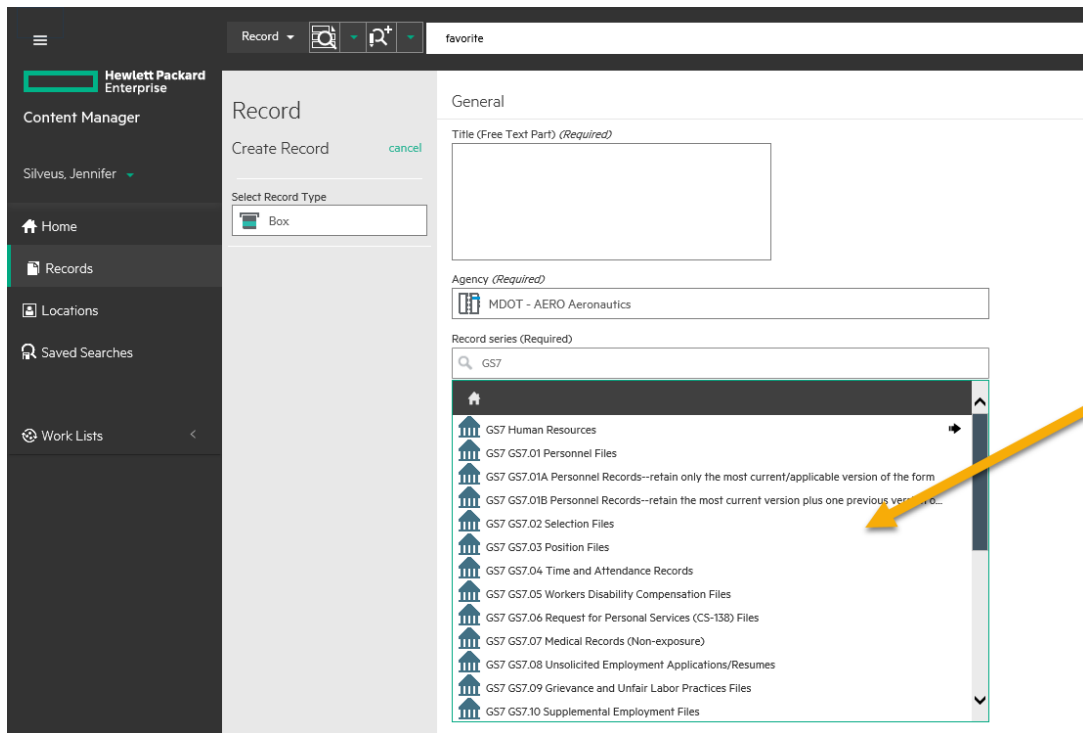 Record
favorite
Hewlett Packard
Enterprise
Content Manager
Silveus, Jennifer
Home
Records
Locations
Saved Searches
Work Lists
Record
Create Record cancel
Select Record Type
Box
General
Title (Free Text Part) (Required)
Agency (Required)
MDOT - AERO Aeronautics
Record series (Required)
GS7
GS7 Human Resources
GS7 GS7.01 Personnel Files
GS7 GS7.01A Personnel Records--retain only the most current/applicable version of the form
GS7 GS7.01B Personnel Records--retain the most current version plus one previous version o...
GS7 GS7.02 Selection Files
GS7 GS7.03 Position Files
GS7 GS7.04 Time and Attendance Records
GS7 GS7.05 Workers Disability Compensation Files
GS7 GS7.06 Request for Personal Services (CS-138) Files
GS7 GS7.07 Medical Records (Non-exposure)
GS7 GS7.08 Unsolicited Employment Applications/Resumes
GS7 GS7.09 Grievance and Unfair Labor Practices Files
GS7 GS7.10 Supplemental Employment Files